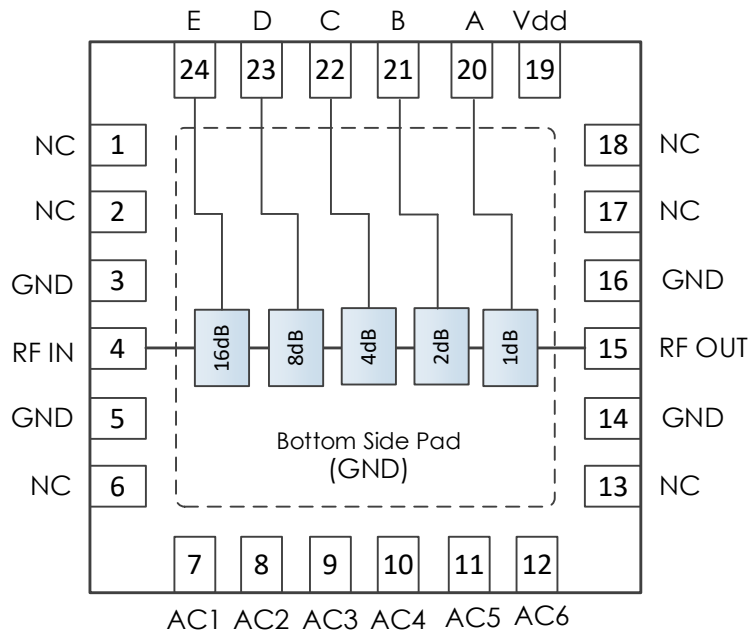 E D C B A Vdd
24 23 22 21 20 19
NC 1 18 NC
NC 2 17 NC
GND 3 16 GND
RF IN 4 16dB 8dB 4dB 2dB 1dB 15 RF OUT
GND 5 14 GND
Bottom Side Pad
(GND)
NC 6 13 NC
7 8 9 10 11 12
AC1 AC2 AC3 AC4 AC5 AC6